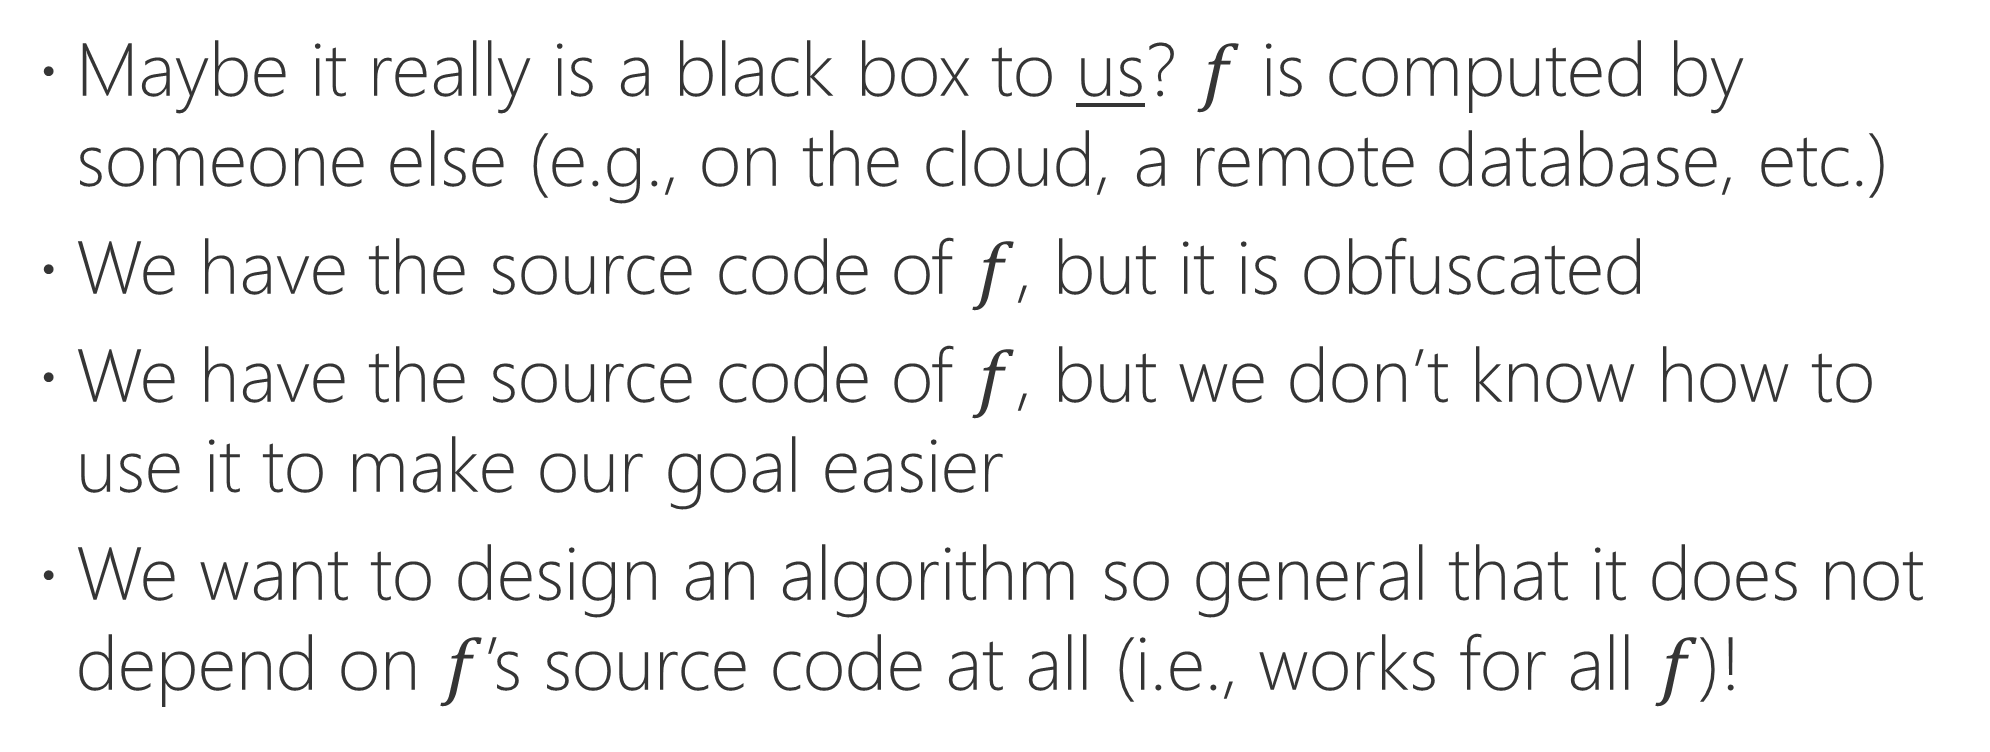 • Maybe it really is a black box to us? f is computed by
someone else (e.g., on the cloud, a remote database, etc.)
• We have the source code of f, but it is obfuscated
• We have the source code of f, but we don’t know how to
use it to make our goal easier
• We want to design an algorithm so general that it does not
depend on f’s source code at all (i.e., works for all f)!